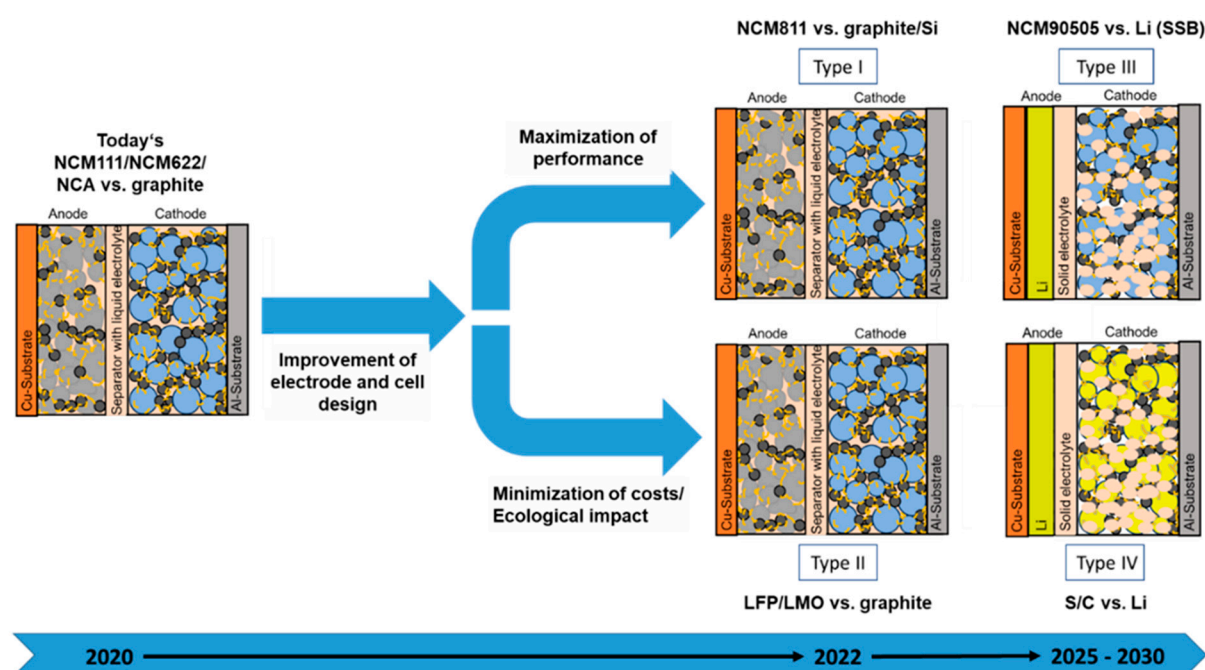 NCM811 vs. graphite/Si
Type I
Anode
Cathode
Cu-Substrate
Separator with liquid electrolyte
Al-Substrate
NCM90505 vs. Li (SSB)
Type III
Anode
Cathode
Cu-Substrate
Li
Solid electrolyte
Al-Substrate
Today‘s
NCM111/NCM622/
NCA vs. graphite
Anode
Cathode
Cu-Substrate
Separator with liquid electrolyte
Al-Substrate
Improvement of
electrode and cell
design
Maximization of
performance
Minimization of costs/
Ecological impact
Anode
Cathode
Cu-Substrate
Separator with liquid electrolyte
Al-Substrate
Type II
LFP/LMO vs. graphite
Anode
Cathode
Cu-Substrate
Li
Solid electrolyte
Al-Substrate
Type IV
S/C vs. Li
2020
2022
2025 - 2030